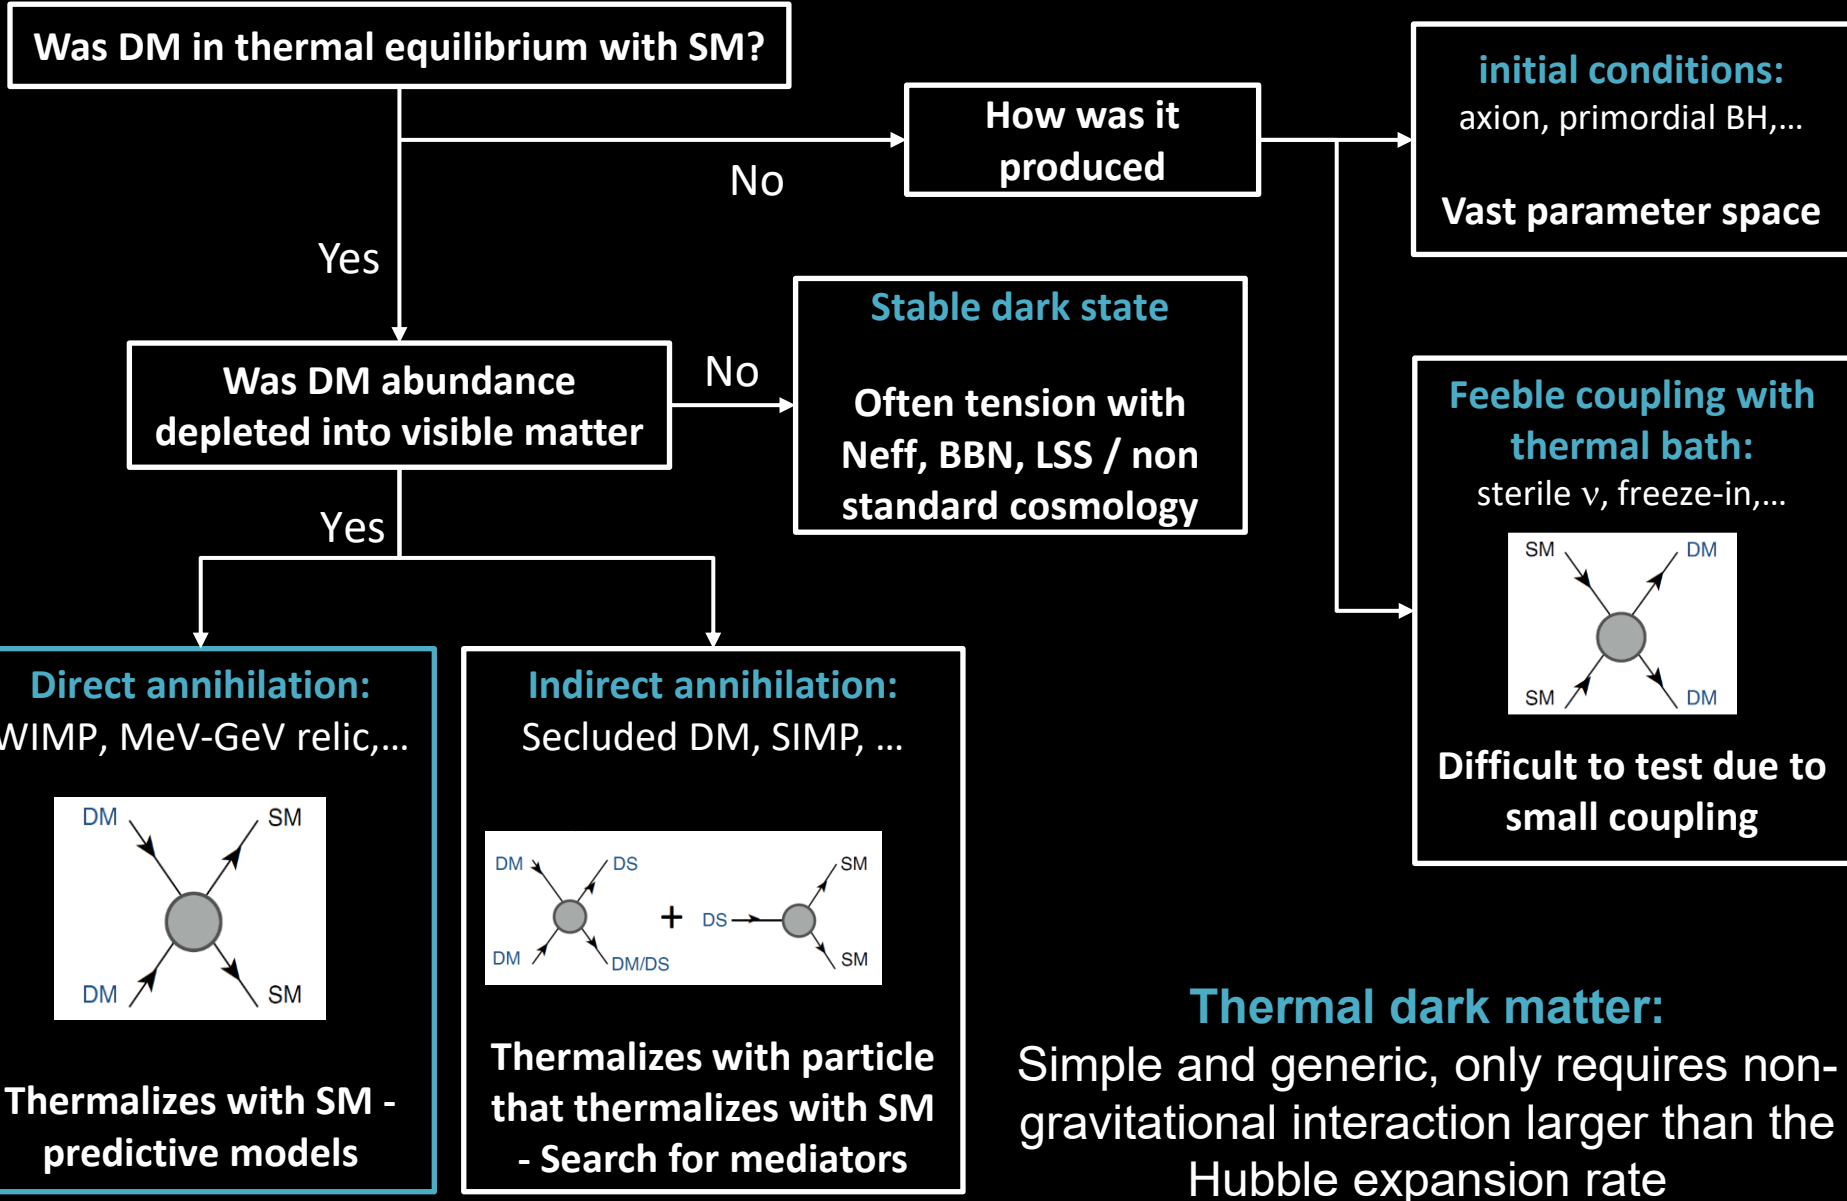 Was DM in thermal equilibrium with SM?
How was it
produced
No
Yes
initial conditions:
axion, primordial BH,...
Vast parameter space
Was DM abundance
depleted into visible matter
No
Yes
Stable dark state
Often tension with
Neff, BBN, LSS / non
standard cosmology
Feeble coupling with
thermal bath:
sterile ν, freeze-in,...
SM DM
SM DM
Difficult to test due to
small coupling
Direct annihilation:
WIMP, MeV-GeV relic,...
DM SM
DM SM
Thermalizes with SM -
predictive models
Indirect annihilation:
Secluded DM, SIMP, ...
DM DS SM
+ DS
DM DM/DS SM
Thermalizes with particle
that thermalizes with SM
- Search for mediators
Thermal dark matter:
Simple and generic, only requires non-
gravitational interaction larger than the
Hubble expansion rate